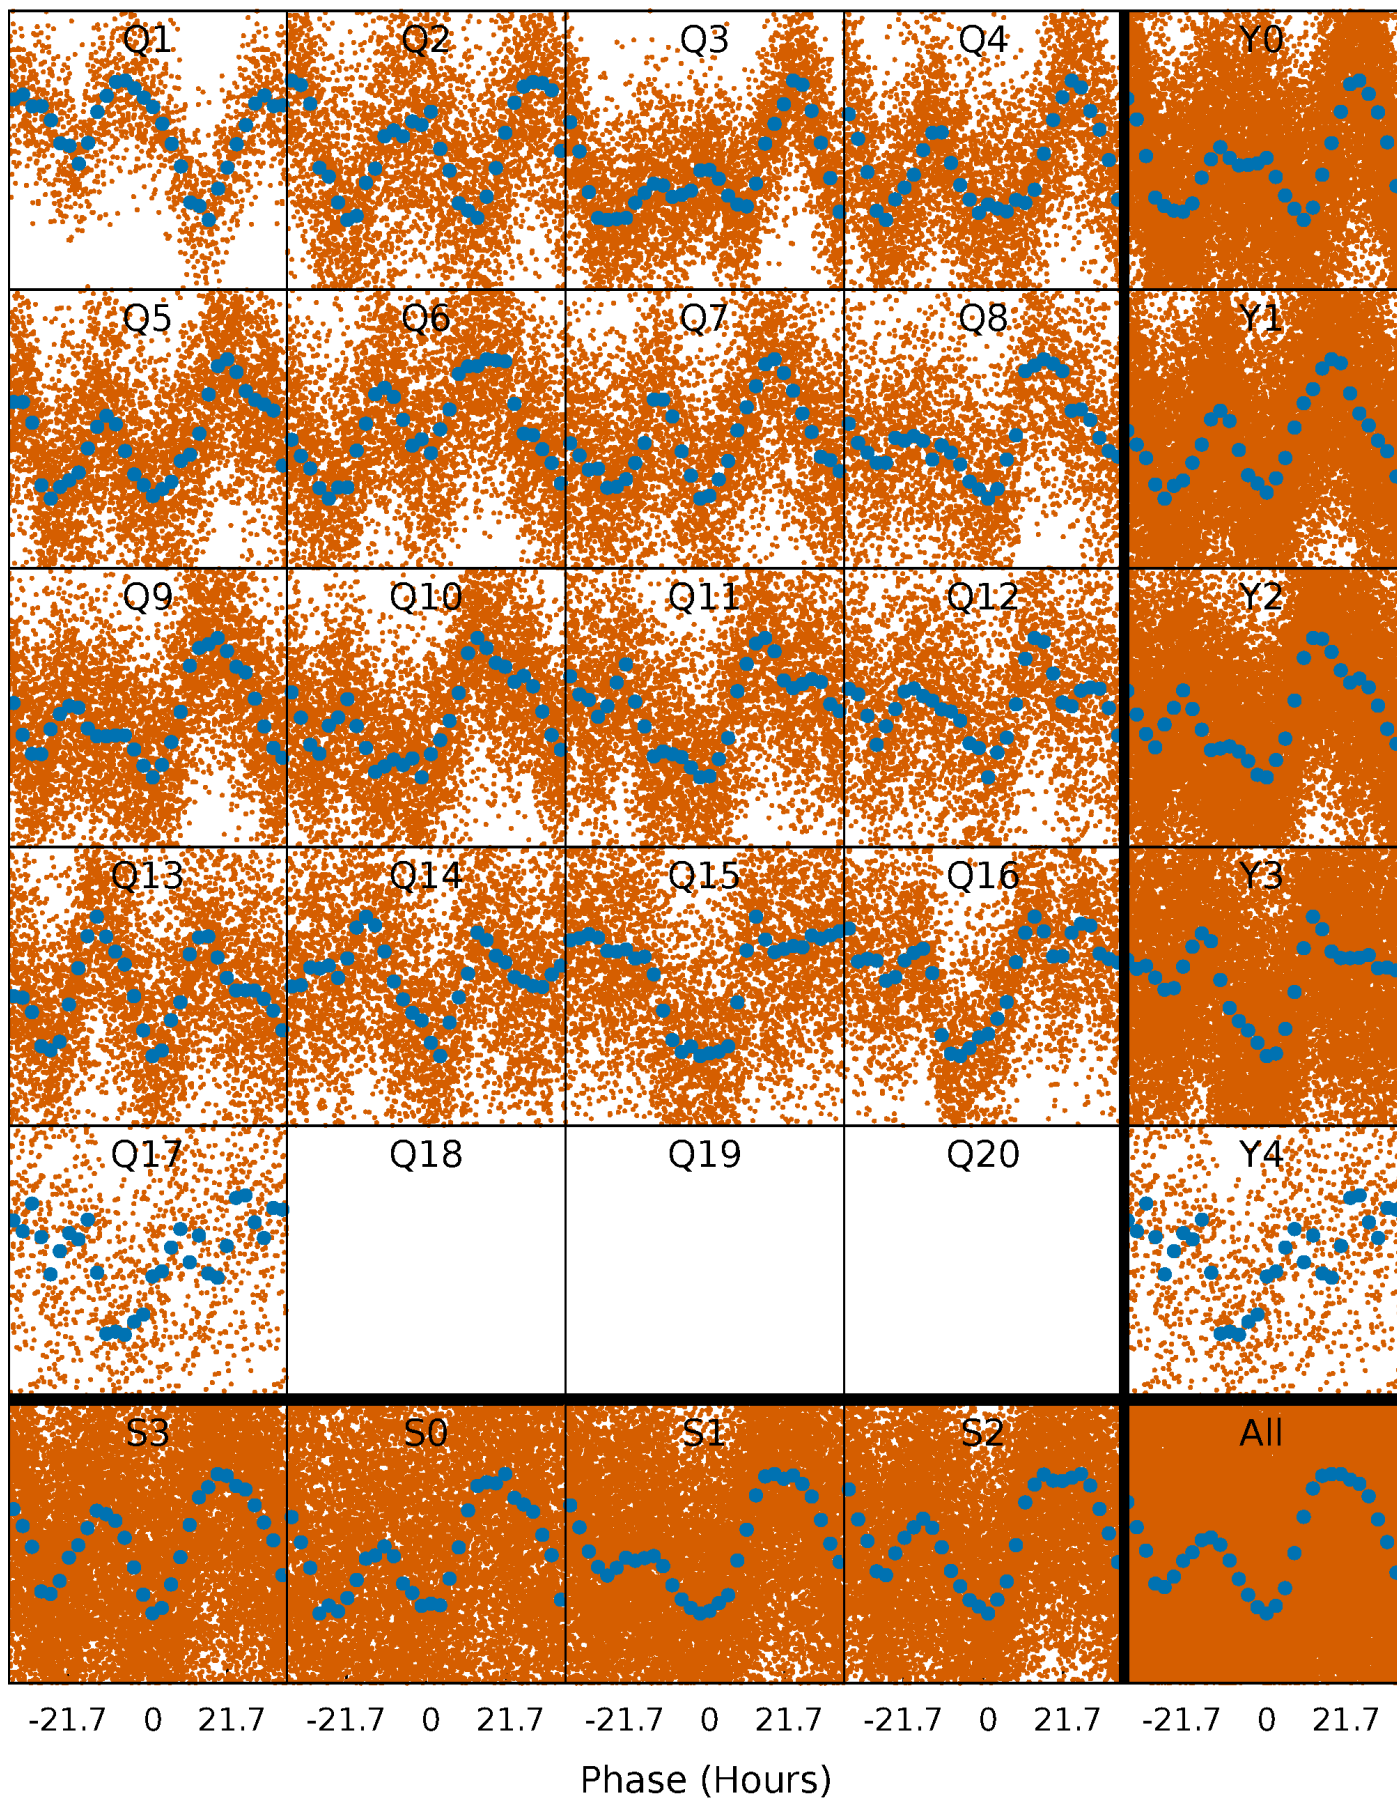 Q1 Q2 Q3 Q4 Y0
Q5 Q6 Q7 Q8 Y1
Q9 Q10 Q11 Q12 Y2
Q13 Q14 Q15 Q16 Y3
Q17 Q18 Q19 Q20 Y4
S3 S0 S1 S2 All
-21.7 0 21.7 -21.7 0 21.7 -21.7 0 21.7 -21.7 0 21.7 -21.7 0 21.7
Phase (Hours)